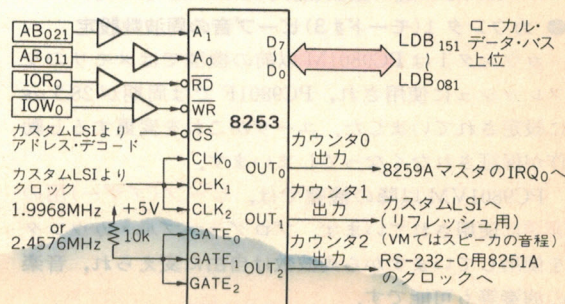 AB021
AB011
IOR0
IOW0
カスタムLSIより
アドレス・デコード
カスタムLSIより
クロック
1.9968MHz
or
2.4576MHz
+5V
10k
A1
A0
RD
WR
CS
CLK0
CLK1
CLK2
GATE0
GATE1
GATE2
8253
D7
D0
OUT0
OUT1
OUT2
LDB151
〜
LDB081
ローカル・
データ・バス
上位
カウンタ0
出力
8259AマスタのIRQ0へ
カウンタ1
出力
カスタムLSIへ
(リフレッシュ用)
(VMではスピーカの音程)
カウンタ2
出力
RS-232-C用8251A
のクロックへ